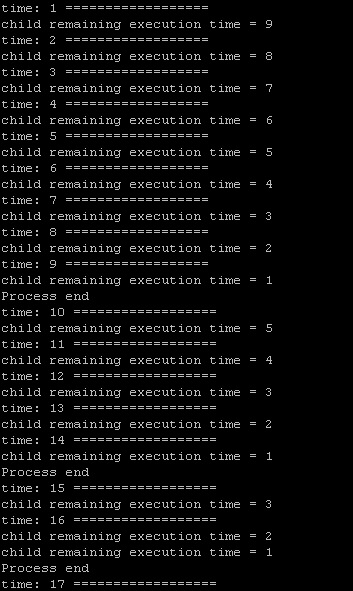 time: 1 ==================
child remaining execution time = 9
time: 2 ==================
child remaining execution time = 8
time: 3 ==================
child remaining execution time = 7
time: 4 ==================
child remaining execution time = 6
time: 5 ==================
child remaining execution time = 5
time: 6 ==================
child remaining execution time = 4
time: 7 ==================
child remaining execution time = 3
time: 8 ==================
child remaining execution time = 2
time: 9 ==================
child remaining execution time = 1
Process end
time: 10 ==================
child remaining execution time = 5
time: 11 ==================
child remaining execution time = 4
time: 12 ==================
child remaining execution time = 3
time: 13 ==================
child remaining execution time = 2
time: 14 ==================
child remaining execution time = 1
Process end
time: 15 ==================
child remaining execution time = 3
time: 16 ==================
child remaining execution time = 2
child remaining execution time = 1
Process end
time: 17 ==================